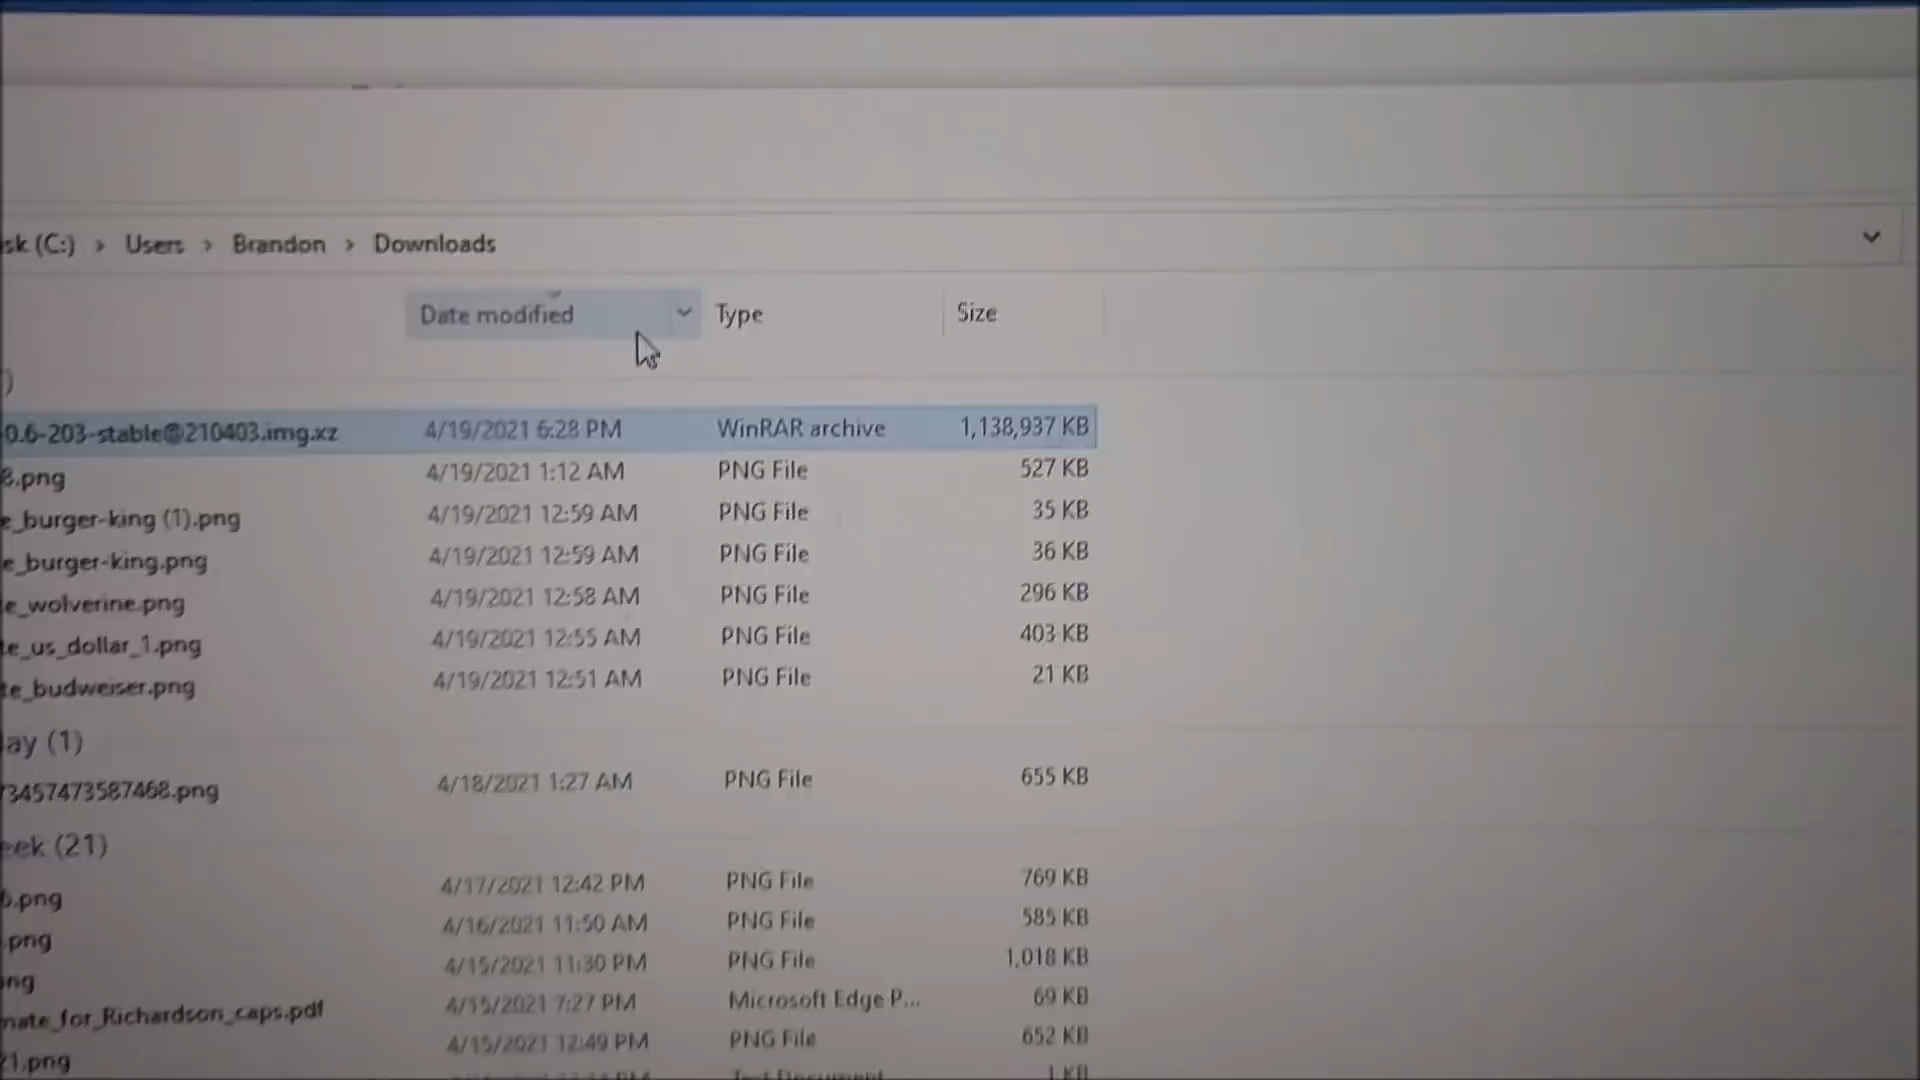 sk (C:) > Users > Brandon > Downloads
Date modified Type Size
)
0.6-203-stable@210403.img.xz 4/19/2021 6:28 PM WinRAR archive 1,138,937 KB
8.png 4/19/2021 1:12 AM PNG File 527 KB
e_burger-king (1).png 4/19/2021 12:59 AM PNG File 35 KB
e_burger-king.png 4/19/2021 12:59 AM PNG File 36 KB
e_wolverine.png 4/19/2021 12:58 AM PNG File 296 KB
te_us_dollar_1.png 4/19/2021 12:55 AM PNG File 403 KB
te_budweiser.png 4/19/2021 12:51 AM PNG File 21 KB
ay (1)
73457473587468.png 4/18/2021 1:27 AM PNG File 655 KB
eek (21)
6.png 4/17/2021 12:42 PM PNG File 769 KB
.png 4/16/2021 11:50 AM PNG File 585 KB
ng 4/15/2021 11:30 PM PNG File 1,018 KB
mate_for_Richardson_caps.pdf 4/15/2021 7:27 PM Microsoft Edge P... 69 KB
21.png 4/15/2021 12:49 PM PNG File 652 KB
Text Document 1 KB